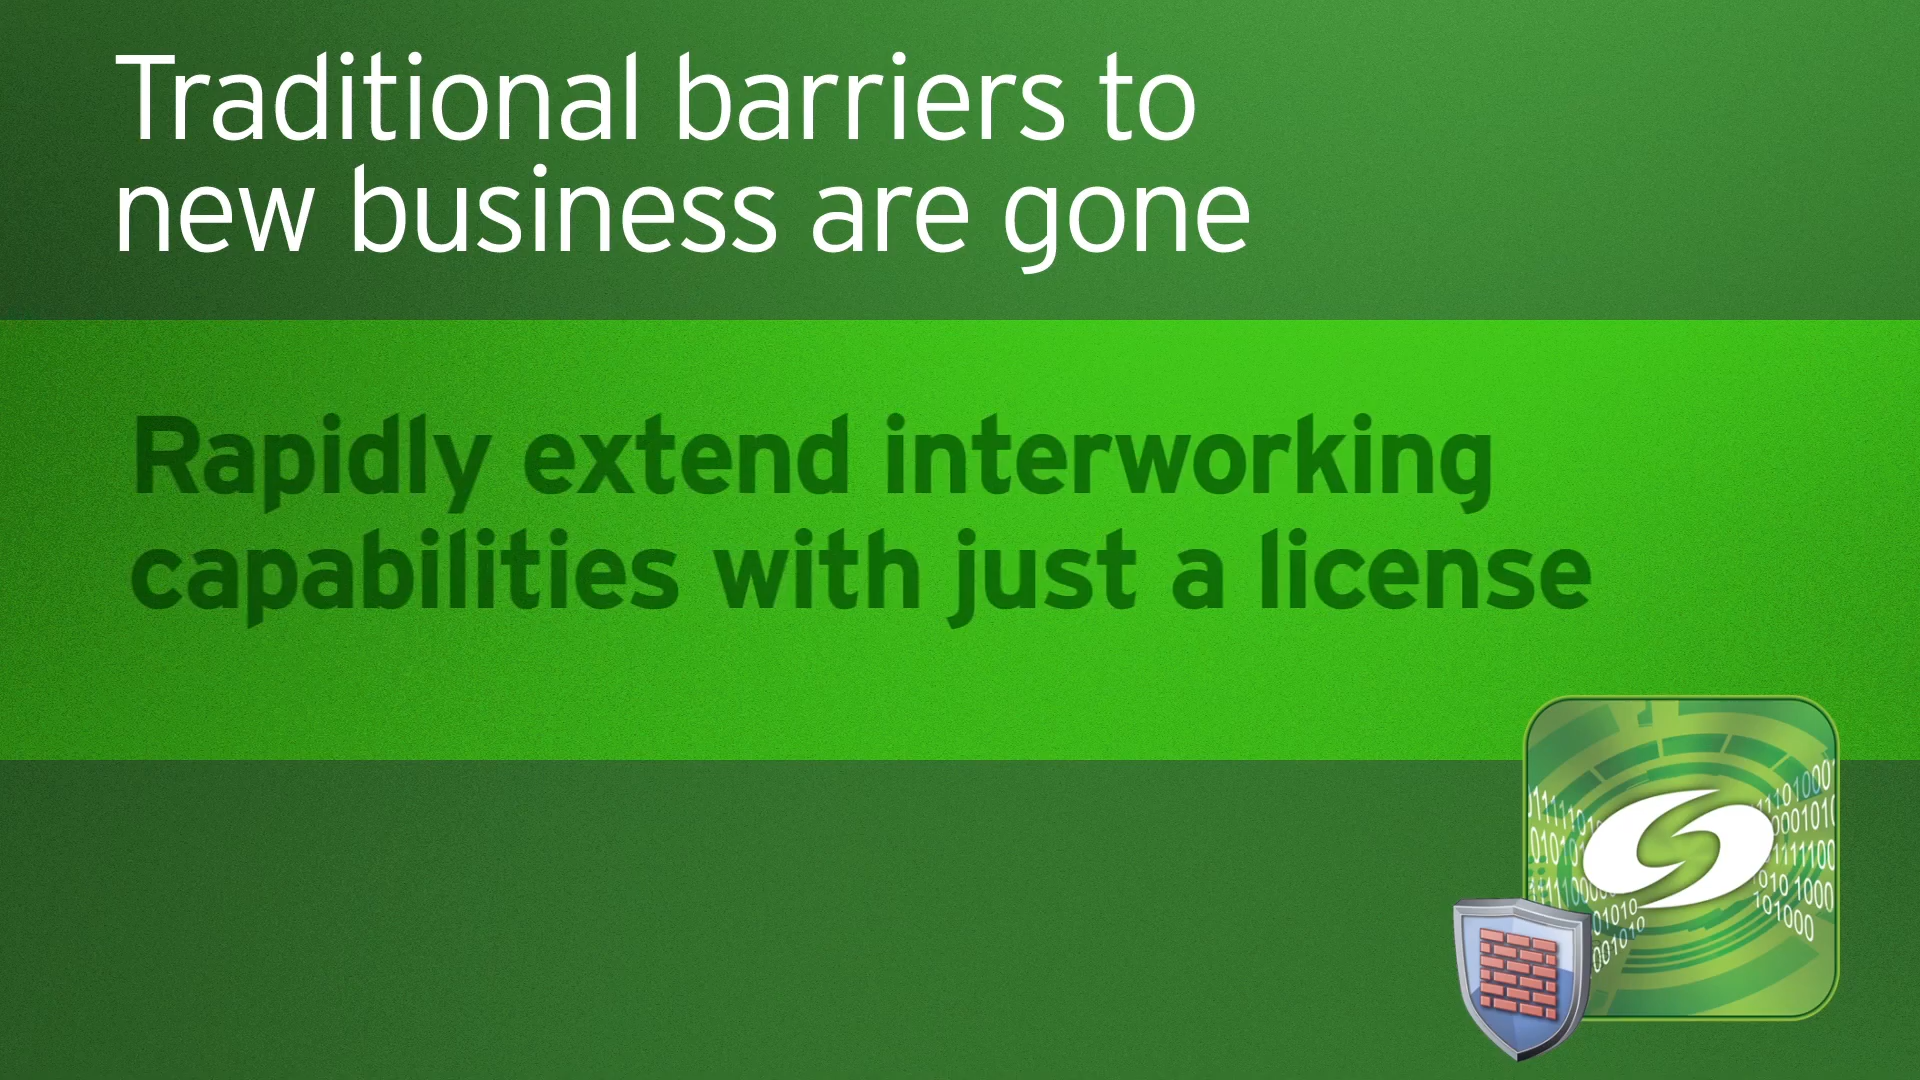 Traditional barriers to
new business are gone
Rapidly extend interworking
capabilities with just a license